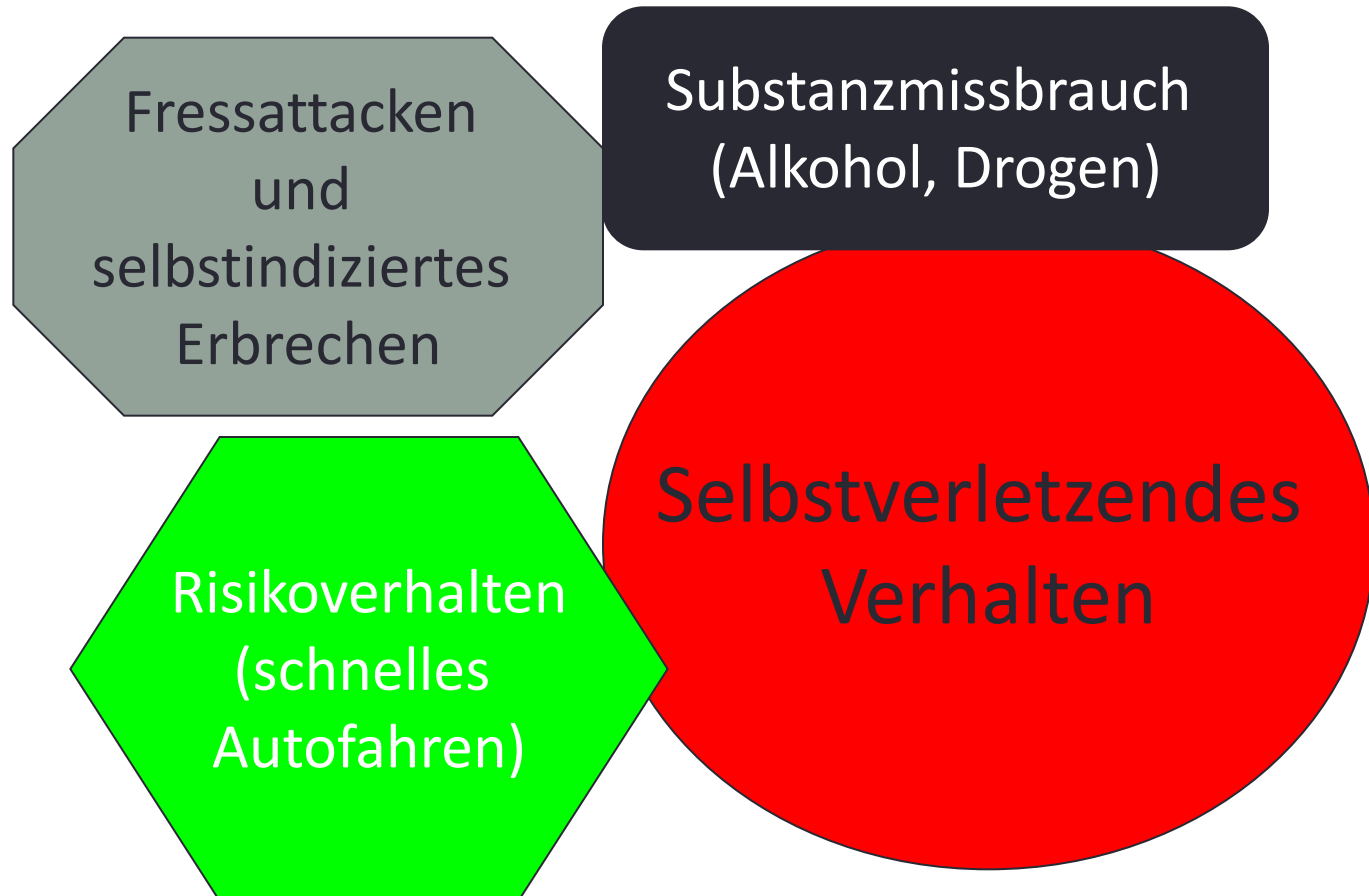 Fressattacken
und
selbstindiziertes
Erbrechen
Substanzmissbrauch
(Alkohol, Drogen)
Selbstverletzendes
Verhalten
Risikoverhalten
(schnelles
Autofahren)